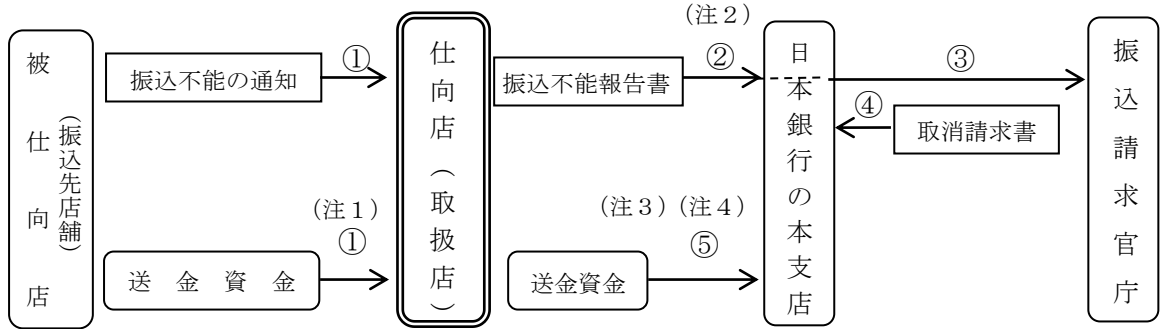 被仕向店
（振込先店舗）
振込不能の通知
①
（注１）
①
送金資金
仕向店（取扱店）
振込不能報告書
（注２）
②
（注３）（注４）
⑤
送金資金
日本銀行の本支店
③
④
取消請求書
振込請求官庁